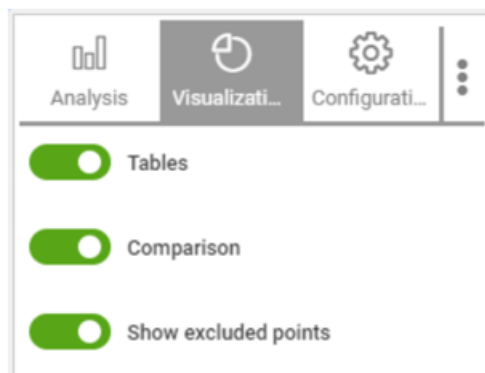 Analysis
Visualizati...
Configurati...
Tables
Comparison
Show excluded points